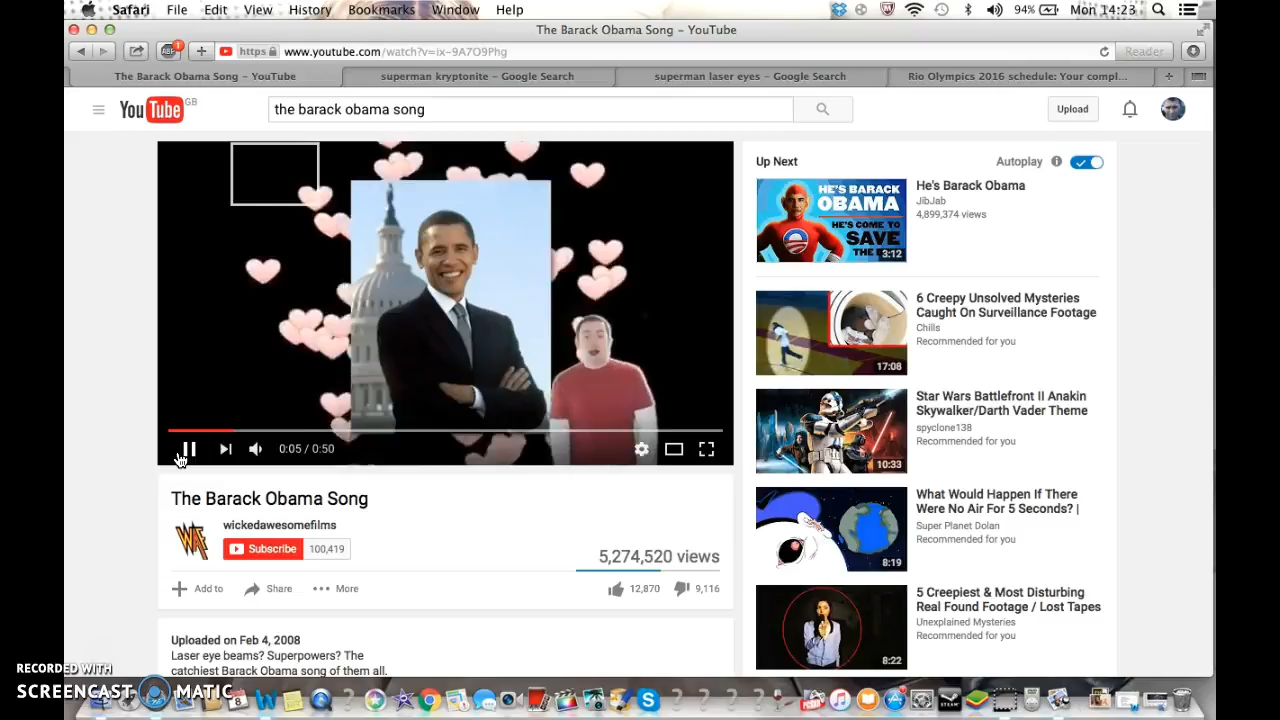 Safari File Edit View History Bookmarks Window Help 94% Mon 14:23
The Barack Obama Song – YouTube
1 https www.youtube.com/watch?v=ix-9A7O9Phg Reader
The Barack Obama Song – YouTube superman kryptonite – Google Search superman laser eyes – Google Search Rio Olympics 2016 schedule: Your compl...
YouTube GB the barack obama song Upload
Up Next Autoplay
HE'S BARACK OBAMA HE'S COME TO SAVE
3:12
He's Barack Obama
JibJab
4,899,374 views
17:08
6 Creepy Unsolved Mysteries
Caught On Surveillance Footage
Chills
Recommended for you
10:33
Star Wars Battlefront II Anakin
Skywalker/Darth Vader Theme
spyclone138
Recommended for you
8:19
What Would Happen If There
Were No Air For 5 Seconds? |
Super Planet Dolan
Recommended for you
8:22
5 Creepiest & Most Disturbing
Real Found Footage / Lost Tapes
Unexplained Mysteries
Recommended for you
0:05 / 0:50
The Barack Obama Song
WAF
wickedawesomefilms
Subscribe 100,419
5,274,520 views
Add to Share More 12,870 9,116
Uploaded on Feb 4, 2008
Laser eye beams? Superpowers? The
catchiest Barack Obama song of them all.
RECORDED WITH
SCREENCAST MATIC